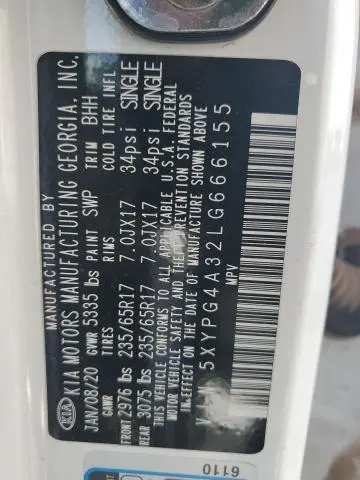 MANUFACTURED BY
KIA KIA MOTORS MANUFACTURING GEORGIA, INC.
JAN/08/20 GVWR 5335 lbs PAINT SWP TRIM BHH
GAWR TIRES RIMS COLD TIRE INFL
FRONT 2976 lbs 235/65R17 7.0JX17 34psi SINGLE
REAR 3075 lbs 235/65R17 7.0JX17 34psi SINGLE
THIS VEHICLE CONFORMS TO ALL APPLICABLE U.S.A. FEDERAL
MOTOR VEHICLE SAFETY AND THEFT PREVENTION STANDARDS
IN EFFECT ON THE DATE OF MANUFACTURE SHOWN ABOVE
5XYPG4A32LG666155
MPV
6110